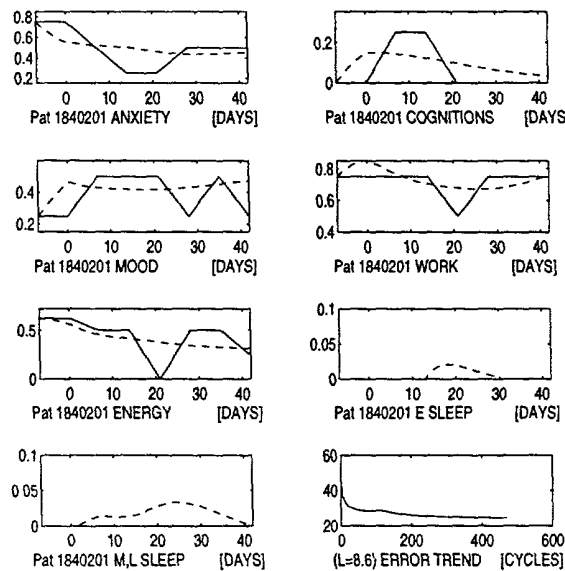 0.8
0.6
0.4
0.2
0 10 20 30 40
Pat 1840201 ANXIETY [DAYS]
0.2
0
0 10 20 30 40
Pat 1840201 COGNITIONS [DAYS]
0.4
0.2
0 10 20 30 40
Pat 1840201 MOOD [DAYS]
0.8
0.6
0.4
0 10 20 30 40
Pat 1840201 WORK [DAYS]
0.5
0
0 10 20 30 40
Pat 1840201 ENERGY [DAYS]
0.1
0.05
0
0 10 20 30 40
Pat 1840201 E SLEEP [DAYS]
0.1
0 05
0
0 10 20 30 40
Pat 1840201 M,L SLEEP [DAYS]
60
40
20
0 200 400 600
(L=8.6) ERROR TREND [CYCLES]